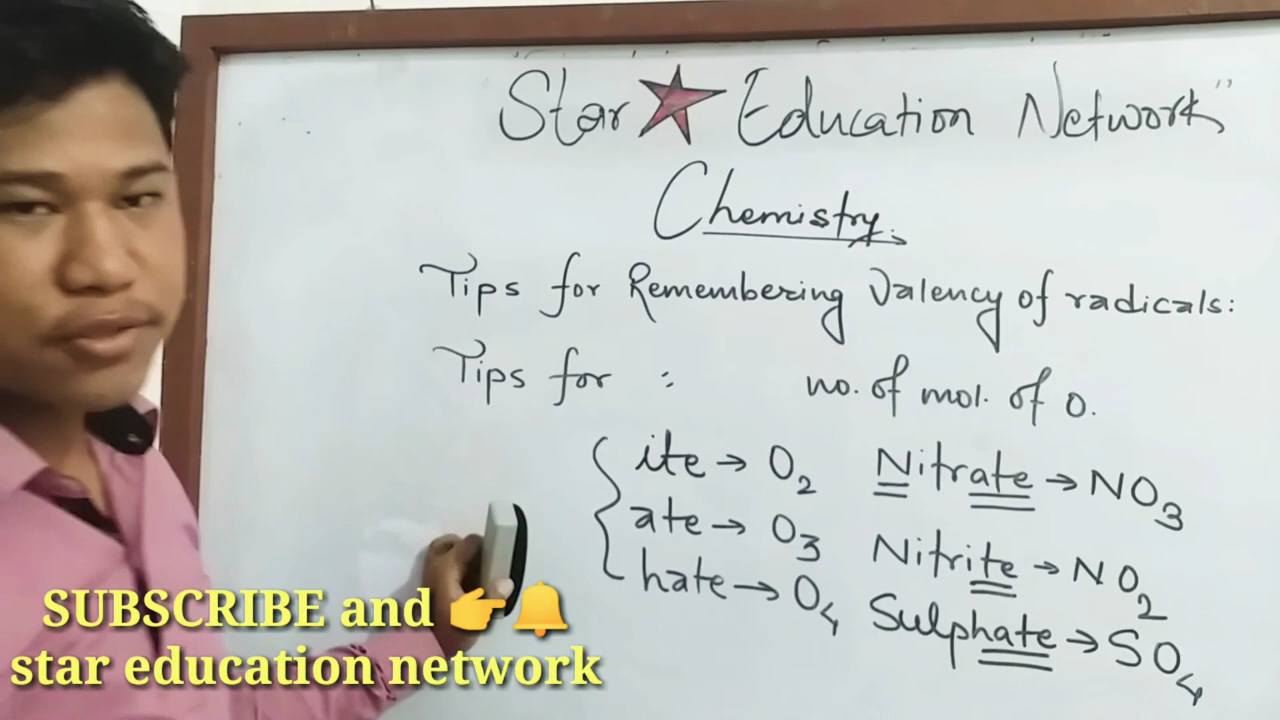 Star Education Network"
Chemistry.
Tips for Remembering Valency of radicals:
Tips for : no. of mol. of O.
ite → O2 Nitrate → NO3
ate → O3 Nitrite → NO2
hate → O4 Sulphate → SO4
SUBSCRIBE and 👉🔔
star education network